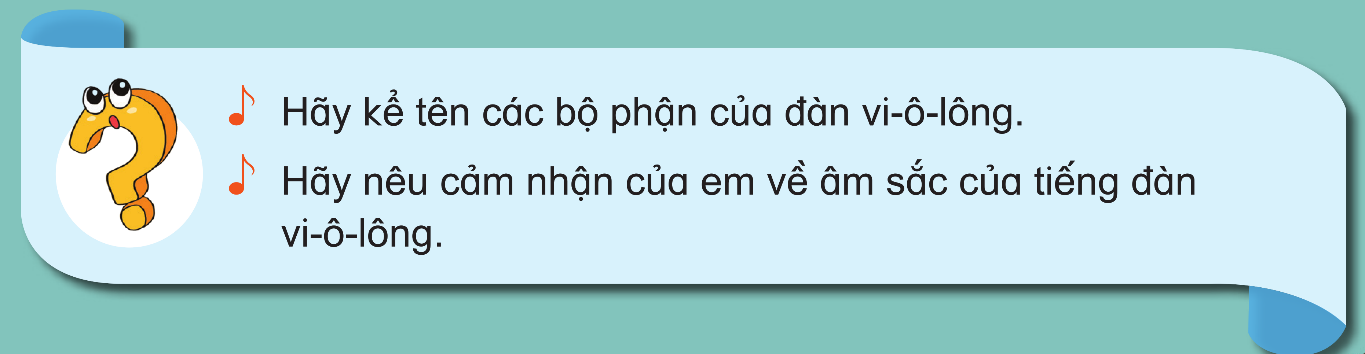 Hãy kể tên các bộ phận của đàn vi-ô-lông.
Hãy nêu cảm nhận của em về âm sắc của tiếng đàn
vi-ô-lông.